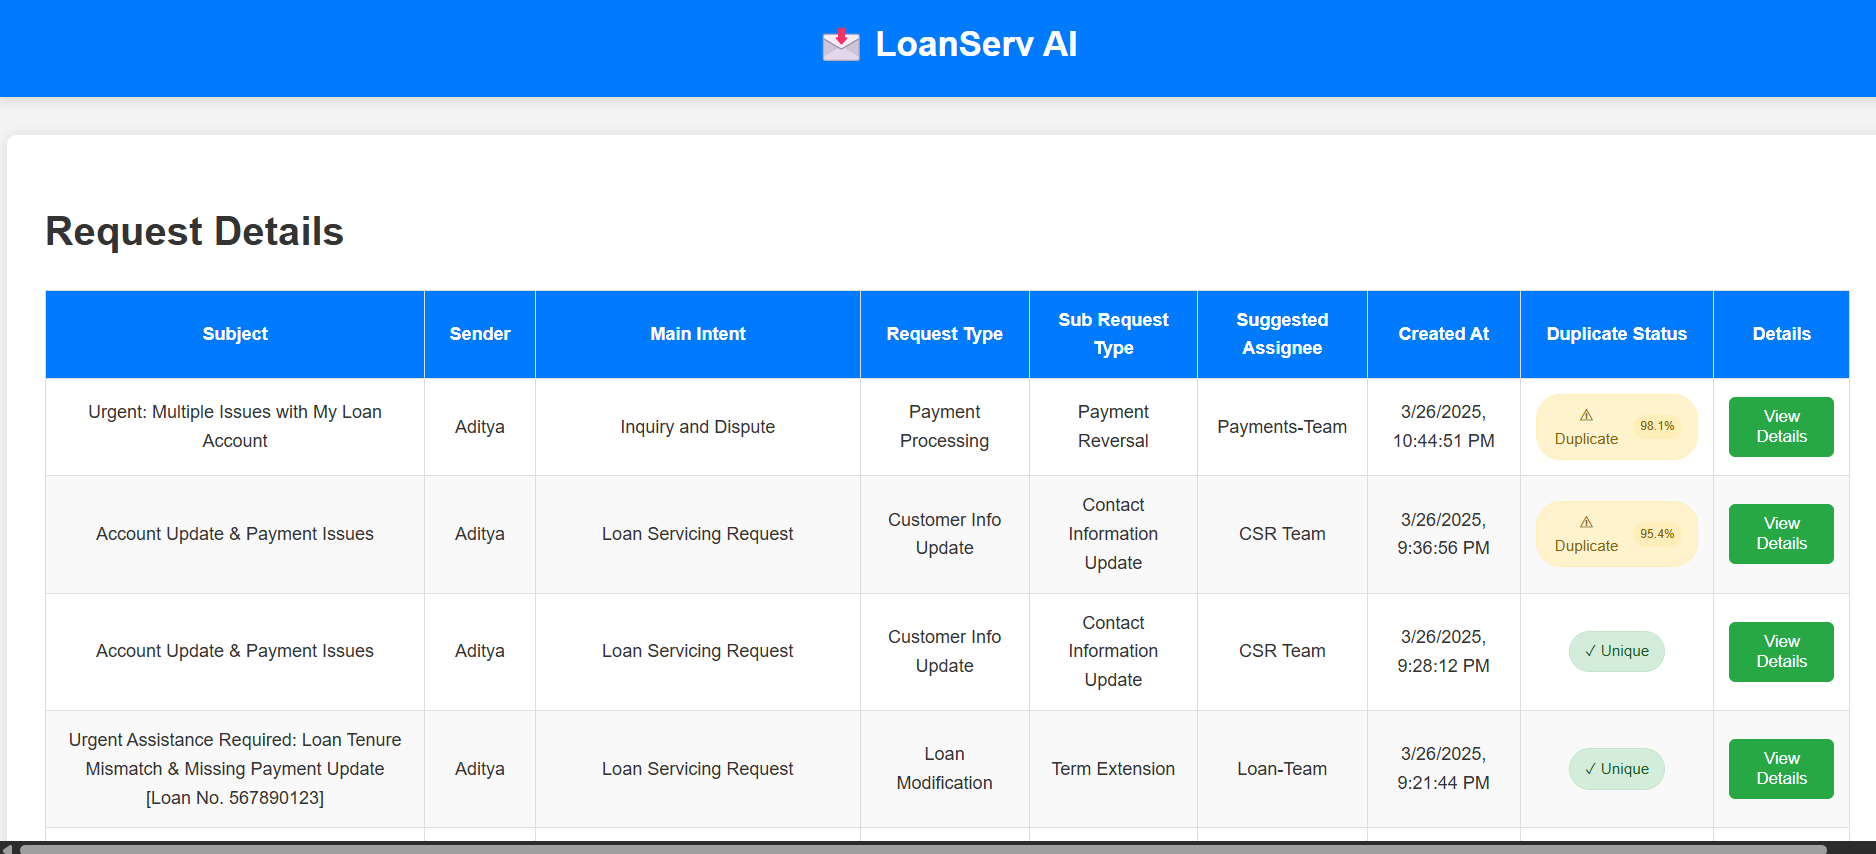 LoanServ AI
Request Details
Subject
Sender
Main Intent
Request Type
Sub Request
Type
Suggested
Assignee
Created At
Duplicate Status
Details
Urgent: Multiple Issues with My Loan
Account
Aditya
Inquiry and Dispute
Payment
Processing
Payment
Reversal
Payments-Team
3/26/2025,
10:44:51 PM
⚠
Duplicate
98.1%
View
Details
Account Update & Payment Issues
Aditya
Loan Servicing Request
Customer Info
Update
Contact
Information
Update
CSR Team
3/26/2025,
9:36:56 PM
⚠
Duplicate
95.4%
View
Details
Account Update & Payment Issues
Aditya
Loan Servicing Request
Customer Info
Update
Contact
Information
Update
CSR Team
3/26/2025,
9:28:12 PM
✓ Unique
View
Details
Urgent Assistance Required: Loan Tenure
Mismatch & Missing Payment Update
[Loan No. 567890123]
Aditya
Loan Servicing Request
Loan
Modification
Term Extension
Loan-Team
3/26/2025,
9:21:44 PM
✓ Unique
View
Details